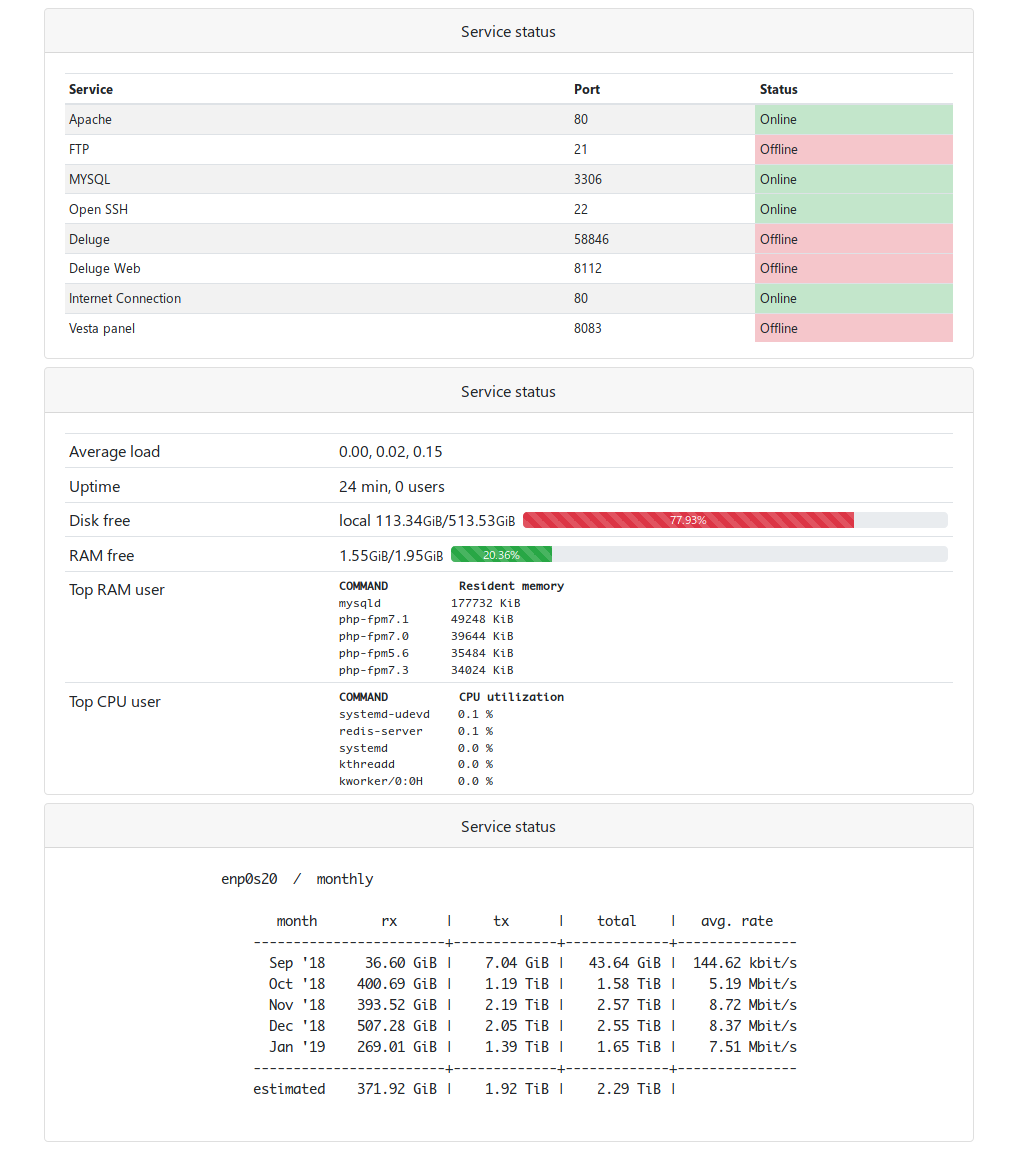 Service status
Service Port Status
Apache 80 Online
FTP 21 Offline
MYSQL 3306 Online
Open SSH 22 Online
Deluge 58846 Offline
Deluge Web 8112 Offline
Internet Connection 80 Online
Vesta panel 8083 Offline
Service status
Average load 0.00, 0.02, 0.15
Uptime 24 min, 0 users
Disk free local 113.34GiB/513.53GiB 77.93%
RAM free 1.55GiB/1.95GiB 20.36%
Top RAM user COMMAND Resident memory
mysqld 177732 KiB
php-fpm7.1 49248 KiB
php-fpm7.0 39644 KiB
php-fpm5.6 35484 KiB
php-fpm7.3 34024 KiB
Top CPU user COMMAND CPU utilization
systemd-udevd 0.1 %
redis-server 0.1 %
systemd 0.0 %
kthreadd 0.0 %
kworker/0:0H 0.0 %
Service status
enp0s20 / monthly
month rx | tx | total | avg. rate
------------------------+-------------+-------------+---------------
Sep '18 36.60 GiB | 7.04 GiB | 43.64 GiB | 144.62 kbit/s
Oct '18 400.69 GiB | 1.19 TiB | 1.58 TiB | 5.19 Mbit/s
Nov '18 393.52 GiB | 2.19 TiB | 2.57 TiB | 8.72 Mbit/s
Dec '18 507.28 GiB | 2.05 TiB | 2.55 TiB | 8.37 Mbit/s
Jan '19 269.01 GiB | 1.39 TiB | 1.65 TiB | 7.51 Mbit/s
------------------------+-------------+-------------+---------------
estimated 371.92 GiB | 1.92 TiB | 2.29 TiB |